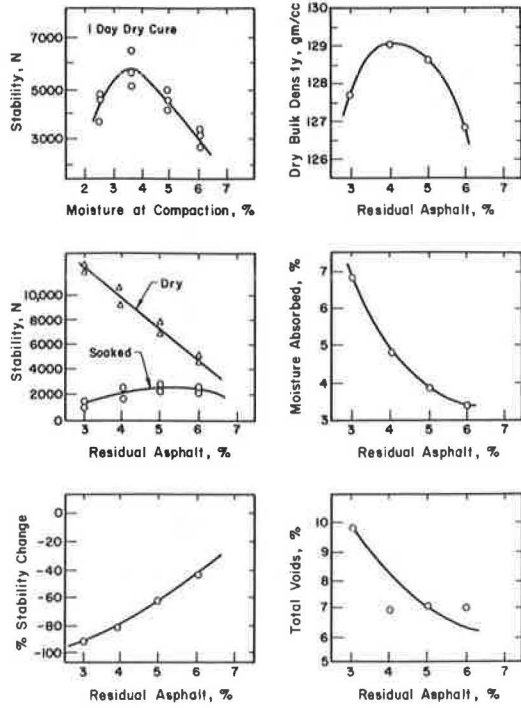 1 Day Dry Cure
Stability, N
7000
5000
3000
2 3 4 5 6 7
Moisture at Compaction, %
Dry Bulk Density, gm/cc
130
129
128
127
126
3 4 5 6 7
Residual Asphalt, %
Stability, N
10,000
8000
6000
4000
2000
0
Dry
Soaked
3 4 5 6 7
Residual Asphalt, %
Moisture Absorbed, %
7
6
5
4
3
3 4 5 6 7
Residual Asphalt, %
% Stability Change
0
-20
-40
-60
-80
-100
3 4 5 6 7
Residual Asphalt, %
Total Voids, %
10
9
8
7
6
5
3 4 5 6 7
Residual Asphalt, %